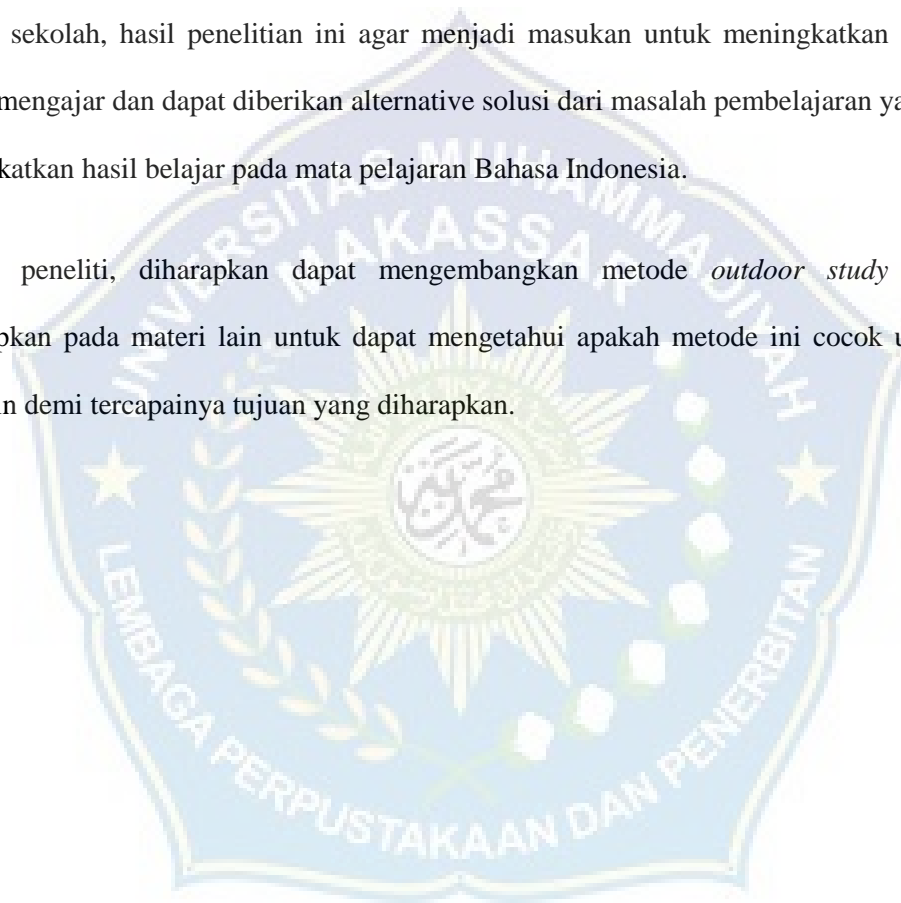 sekolah, hasil penelitian ini agar menjadi masukan untuk meningkatkan
mengajar dan dapat diberikan alternative solusi dari masalah pembelajaran ya
katkan hasil belajar pada mata pelajaran Bahasa Indonesia.
peneliti, diharapkan dapat mengembangkan metode outdoor study
pkan pada materi lain untuk dapat mengetahui apakah metode ini cocok u
n demi tercapainya tujuan yang diharapkan.
UNIVERSITAS MUHAMMADIYAH
MAKASSAR
محمد
LEMBAGA PERPUSTAKAAN DAN PENERBITAN